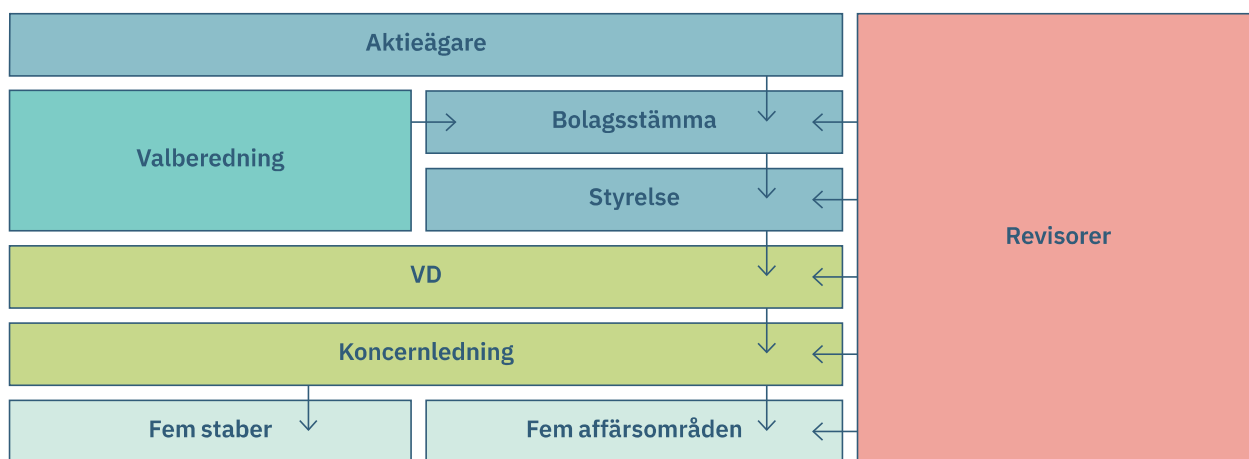 Aktieägare
Valberedning
Bolagsstämma
Styrelse
Revisorer
VD
Koncernledning
Fem staber
Fem affärsområden